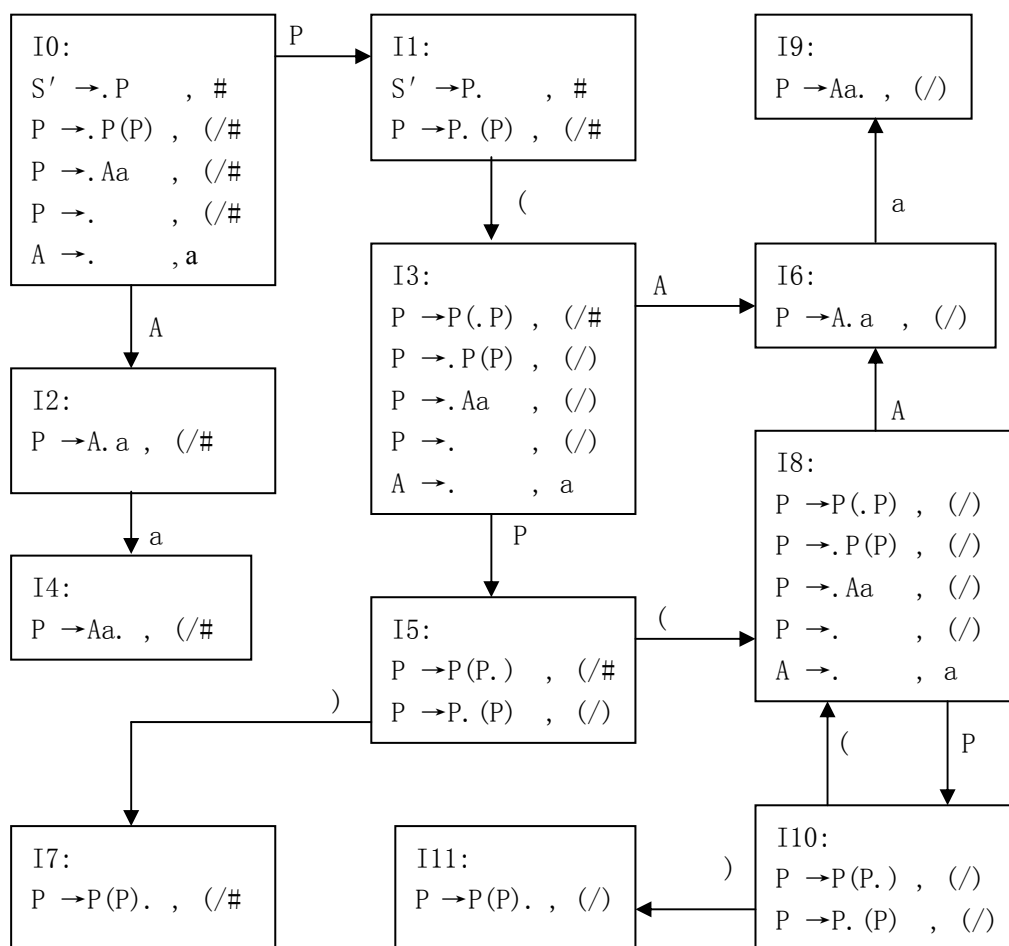 I0:
S′ →.P , #
P →.P(P) , (/#
P →.Aa , (/#
P →. , (/#
A →. ,a
P
I1:
S′ →P. , #
P →P.(P) , (/#
I9:
P →Aa. , (/)
(
a
A
I3:
P →P(.P) , (/#
P →.P(P) , (/)
P →.Aa , (/)
P →. , (/)
A →. , a
A
I6:
P →A.a , (/)
I2:
P →A.a , (/#
A
I8:
P →P(.P) , (/)
P →.P(P) , (/)
P →.Aa , (/)
P →. , (/)
A →. , a
a
P
I4:
P →Aa. , (/#
I5:
P →P(P.) , (/#
P →P.(P) , (/)
(
)
(
P
I7:
P →P(P). , (/#
I11:
P →P(P). , (/)
)
I10:
P →P(P.) , (/)
P →P.(P) , (/)